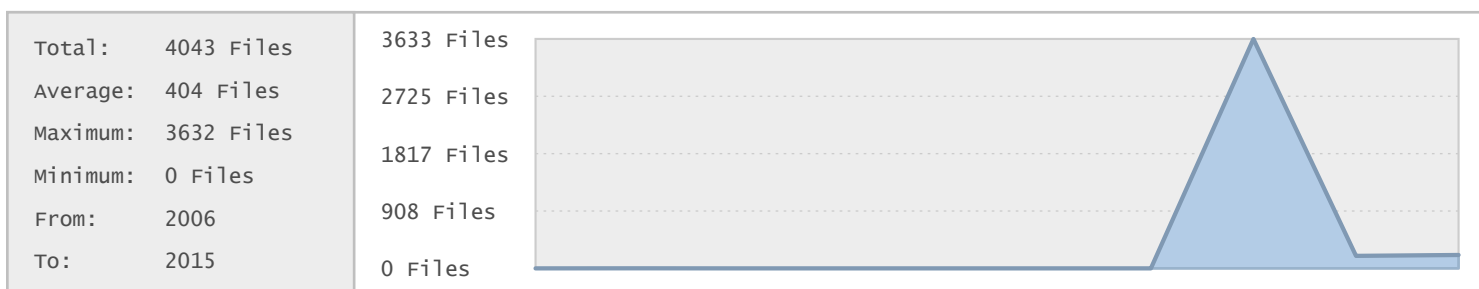 Total: 4043 Files
Average: 404 Files
Maximum: 3632 Files
Minimum: 0 Files
From: 2006
To: 2015
3633 Files
2725 Files
1817 Files
908 Files
0 Files